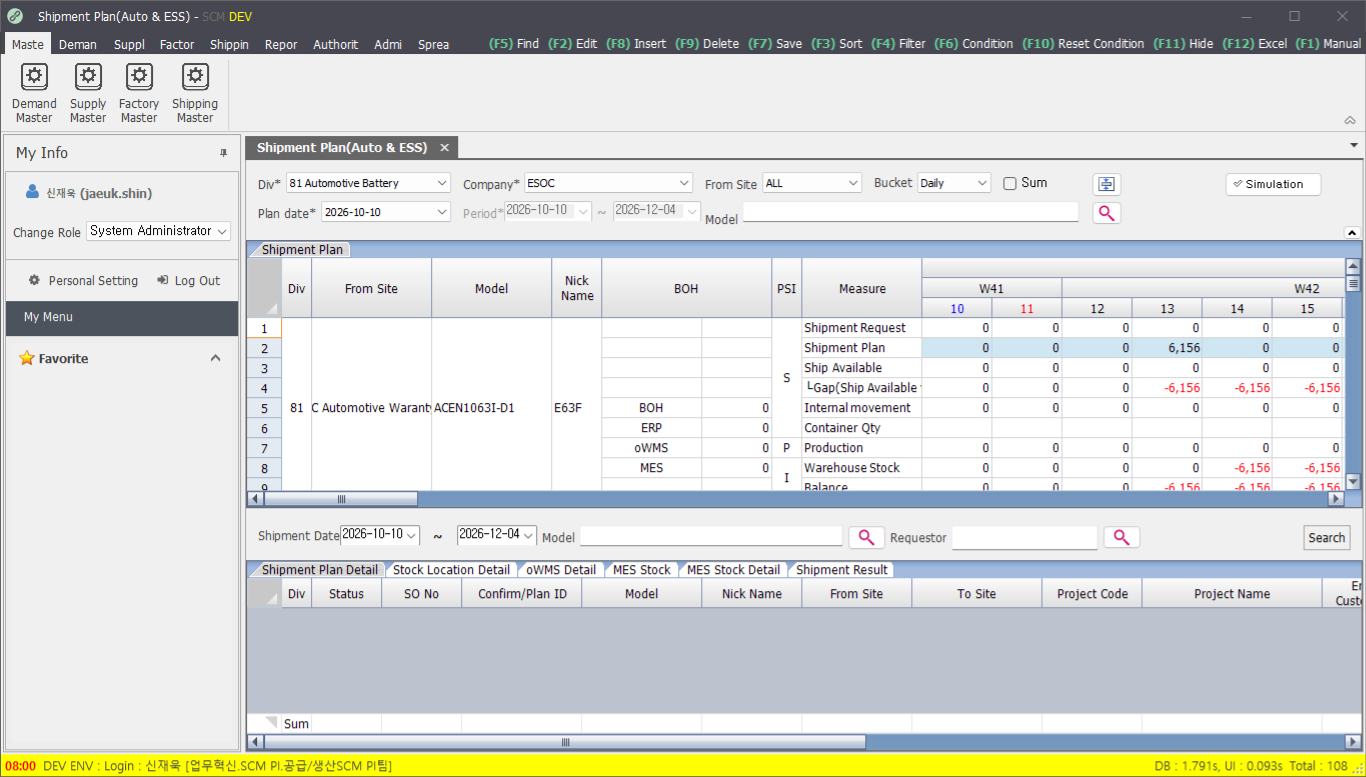 Shipment Plan(Auto & ESS) - SCM DEV
Maste Deman Suppl Factor Shippin Repor Authorit Admi Sprea (F5) Find (F2) Edit (F8) Insert (F9) Delete (F7) Save (F3) Sort (F4) Filter (F6) Condition (F10) Reset Condition (F11) Hide (F12) Excel (F1) Manual
Demand Master Supply Master Factory Master Shipping Master
My Info
신재욱 (jaeuk.shin)
Change Role System Administrator
Personal Setting Log Out
My Menu
Favorite
Shipment Plan(Auto & ESS)
Div* 81 Automotive Battery Company* ESOC From Site ALL Bucket Daily Sum Simulation
Plan date* 2026-10-10 Period* 2026-10-10 ~ 2026-12-04 Model
Shipment Plan
Div From Site Model Nick Name BOH PSI Measure W41 W42
10 11 12 13 14 15
1 Shipment Request 0 0 0 0 0 0
2 Shipment Plan 0 0 0 6,156 0 0
3 Ship Available 0 0 0 0 0 0
S
4 └Gap(Ship Available 0 0 0 -6,156 -6,156 -6,156
5 81 C Automotive Warant ACEN1063I-D1 E63F BOH 0 Internal movement 0 0 0 0 0 0
6 ERP 0 Container Qty
7 oWMS 0 P Production 0 0 0 0 0 0
8 MES 0 Warehouse Stock 0 0 0 0 -6,156 -6,156
I
9 Balance 0 0 0 -6,156 -6,156 -6,156
Shipment Date 2026-10-10 ~ 2026-12-04 Model Requestor Search
Shipment Plan Detail Stock Location Detail oWMS Detail MES Stock MES Stock Detail Shipment Result
Div Status SO No Confirm/Plan ID Model Nick Name From Site To Site Project Code Project Name
Sum
08:00 DEV ENV : Login : 신재욱 [업무혁신.SCM PI.공급/생산SCM PI팀] DB : 1.791s, UI : 0.093s Total : 108